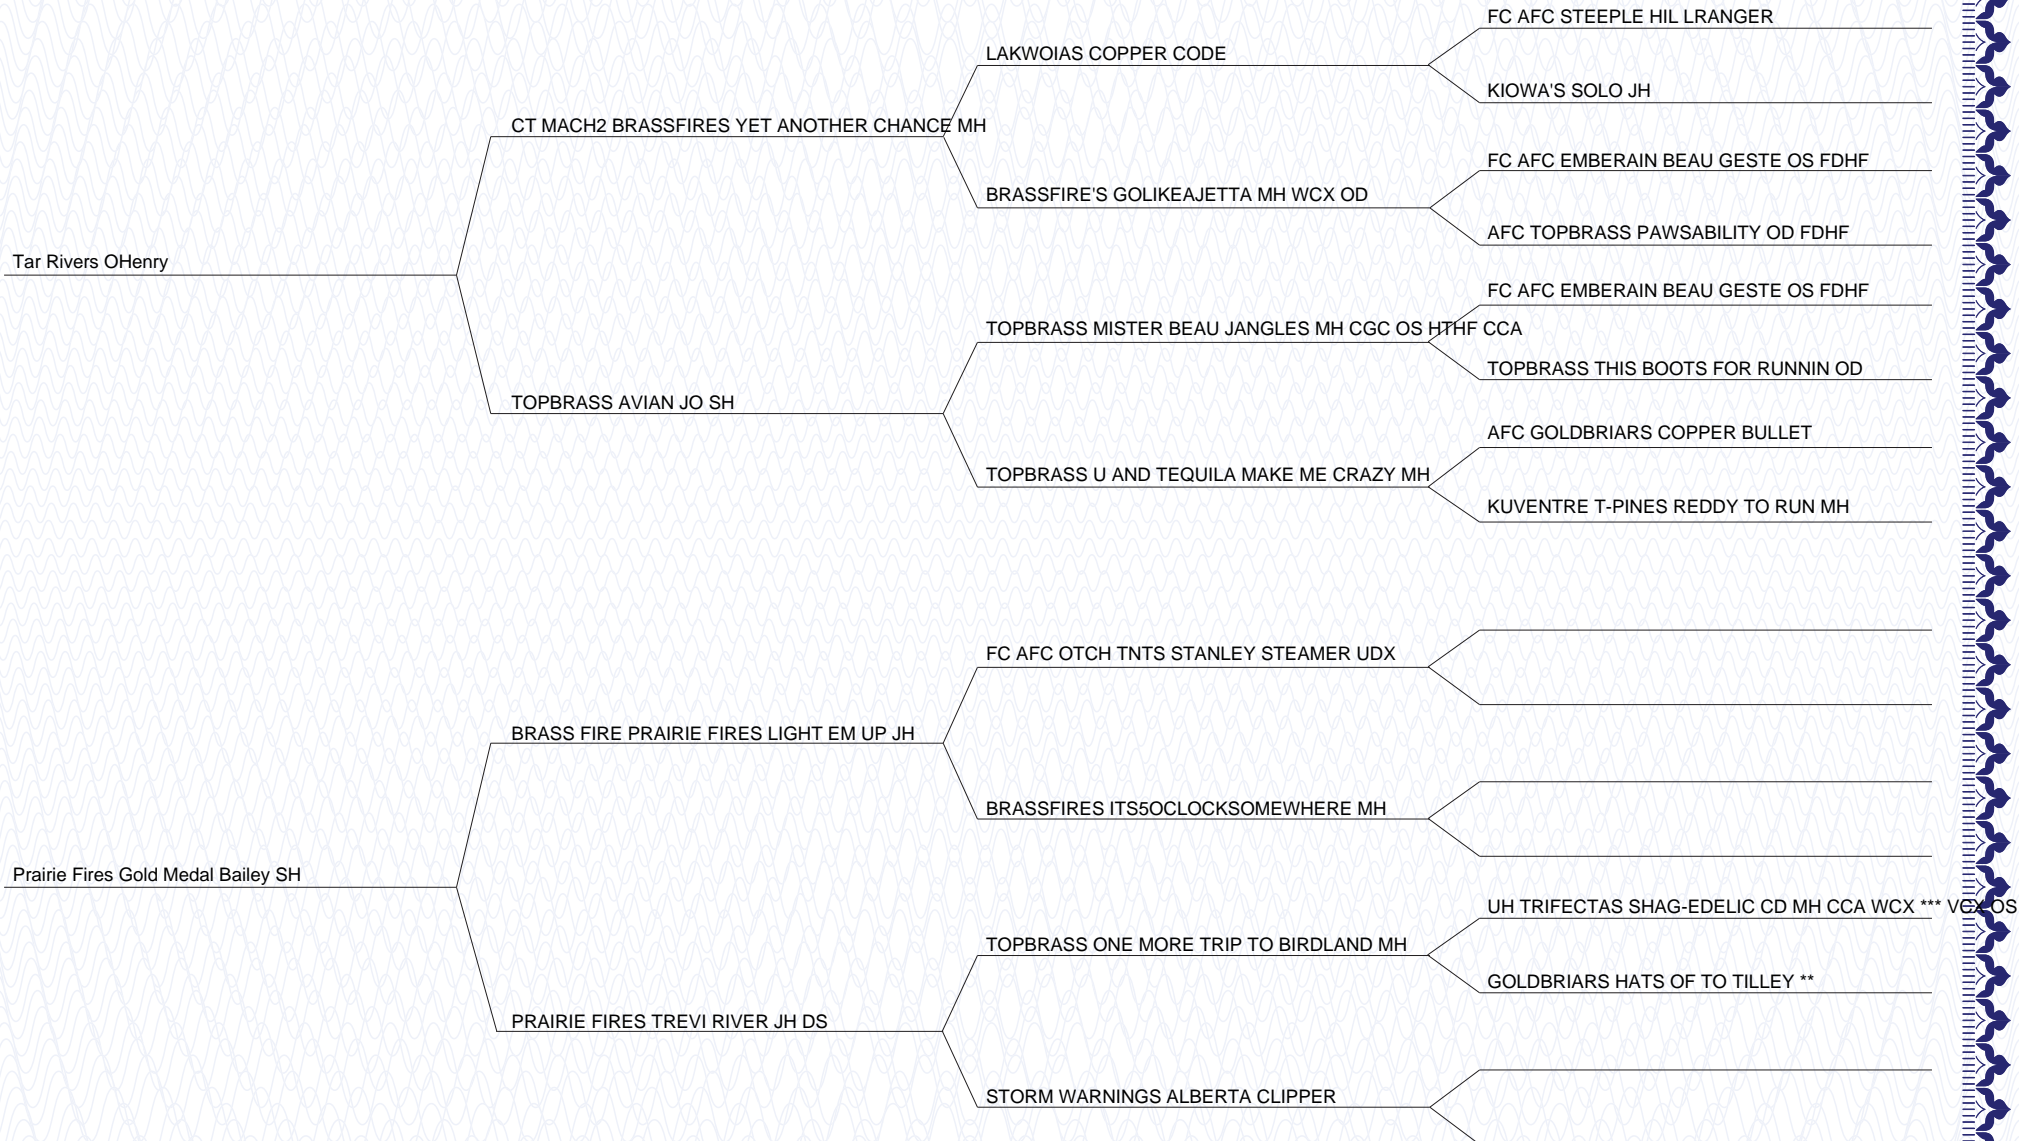 FC AFC STEEPLE HIL LRANGER
LAKWOIAS COPPER CODE
KIOWA'S SOLO JH
CT MACH2 BRASSFIRES YET ANOTHER CHANCE MH
FC AFC EMBERAIN BEAU GESTE OS FDHF
BRASSFIRE'S GOLIKEAJETTA MH WCX OD
AFC TOPBRASS PAWSABILITY OD FDHF
Tar Rivers OHenry
FC AFC EMBERAIN BEAU GESTE OS FDHF
TOPBRASS MISTER BEAU JANGLES MH CGC OS HTHF CCA
TOPBRASS THIS BOOTS FOR RUNNIN OD
TOPBRASS AVIAN JO SH
AFC GOLDBRIARS COPPER BULLET
TOPBRASS U AND TEQUILA MAKE ME CRAZY MH
KUVENTRE T-PINES REDDY TO RUN MH
FC AFC OTCH TNTS STANLEY STEAMER UDX
BRASS FIRE PRAIRIE FIRES LIGHT EM UP JH
BRASSFIRES ITS5OCLOCKSOMEWHERE MH
Prairie Fires Gold Medal Bailey SH
UH TRIFECTAS SHAG-EDELIC CD MH CCA WCX *** VCX OS
TOPBRASS ONE MORE TRIP TO BIRDLAND MH
GOLDBRIARS HATS OF TO TILLEY **
PRAIRIE FIRES TREVI RIVER JH DS
STORM WARNINGS ALBERTA CLIPPER